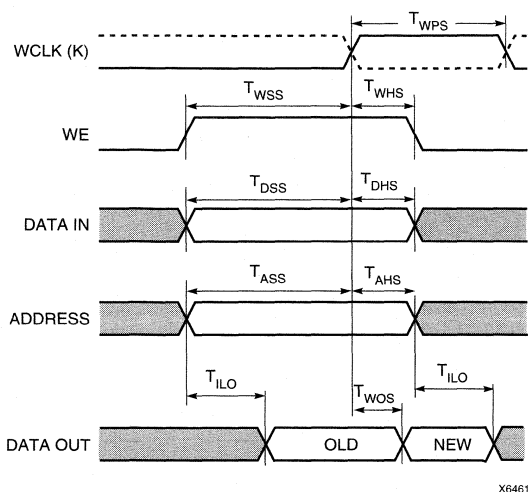 T_WPS
WCLK (K)
T_WSS T_WHS
WE
T_DSS T_DHS
DATA IN
T_ASS T_AHS
ADDRESS
T_ILO T_WOS T_ILO
DATA OUT OLD NEW
X6461